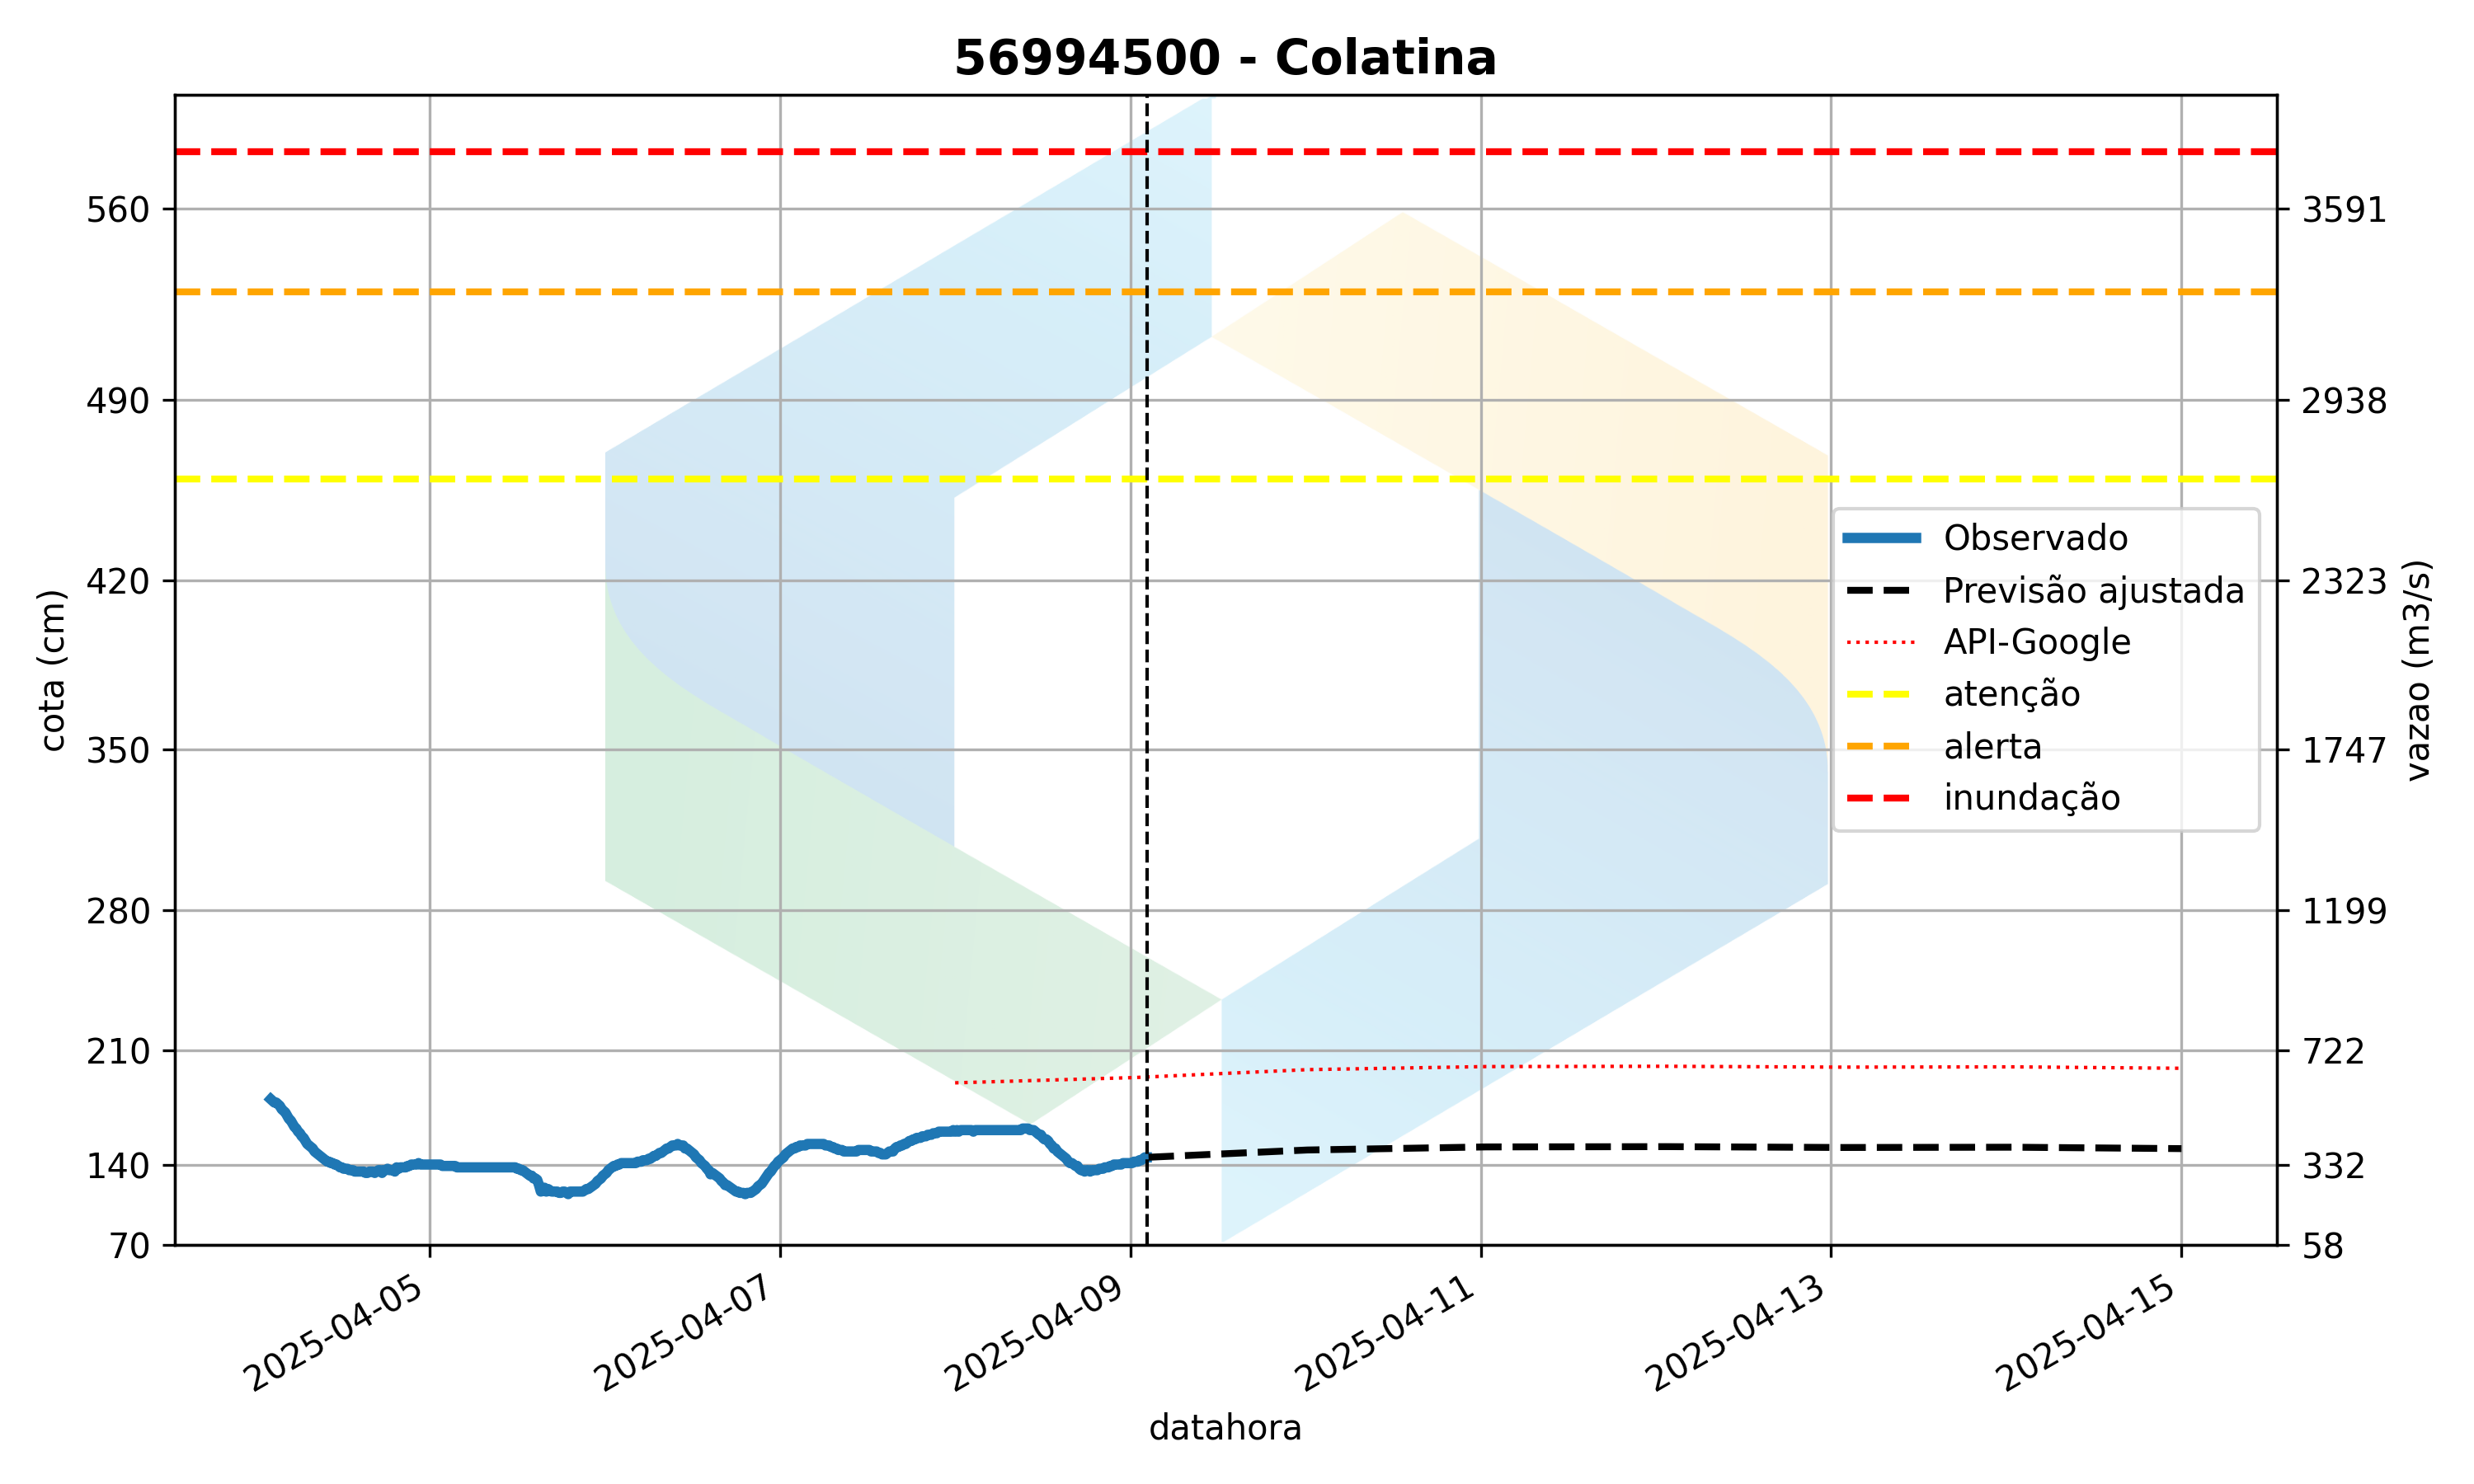 56994500 - Colatina
560
490
420
350
280
210
140
70
cota (cm)
3591
2938
2323
1747
1199
722
332
58
vazao (m3/s)
Observado
Previsão ajustada
API-Google
atenção
alerta
inundação
2025-04-05
2025-04-07
2025-04-09
2025-04-11
2025-04-13
2025-04-15
datahora